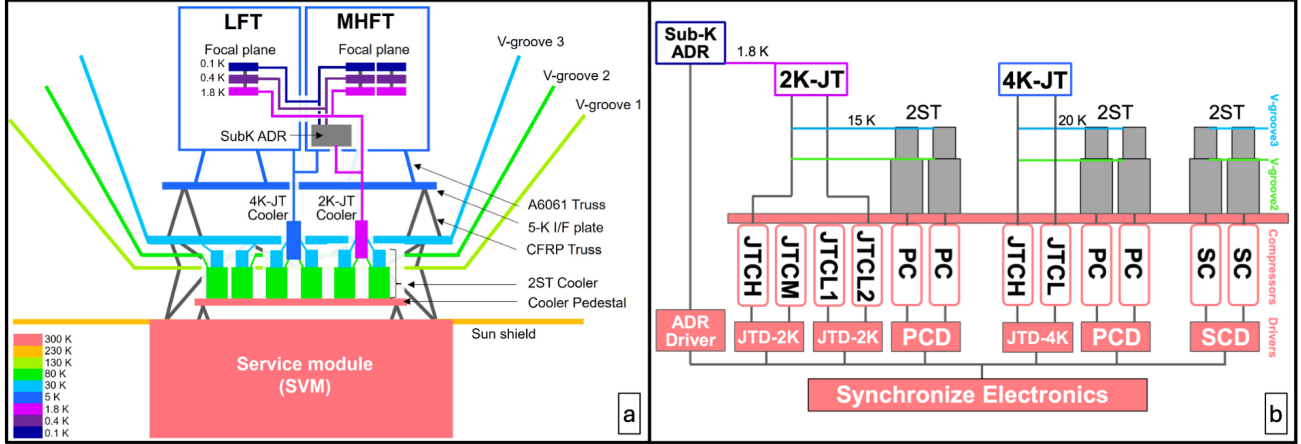 LFT
MHFT
Focal plane
Focal plane
0.1 K
0.4 K
1.8 K
SubK ADR
V-groove 3
V-groove 2
V-groove 1
4K-JT
Cooler
2K-JT
Cooler
A6061 Truss
5-K I/F plate
CFRP Truss
2ST Cooler
Cooler Pedestal
Sun shield
Service module
(SVM)
300 K
230 K
130 K
80 K
30 K
5 K
1.8 K
0.4 K
0.1 K
a
Sub-K
ADR
1.8 K
2K-JT
4K-JT
15 K
2ST
20 K
2ST
2ST
V-groove3
V-groove2
JTCH
JTCM
JTCL1
JTCL2
PC
PC
JTCH
JTCL
PC
PC
SC
SC
Compressors
ADR
Driver
JTD-2K
JTD-2K
PCD
JTD-4K
PCD
SCD
Drivers
Synchronize Electronics
b